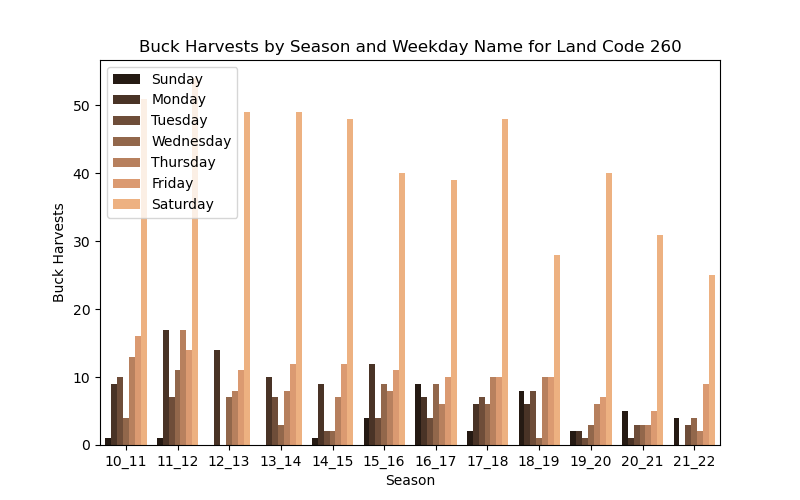 Buck Harvests by Season and Weekday Name for Land Code 260
Sunday
Monday
Tuesday
Wednesday
Thursday
Friday
Saturday
50
40
30
20
10
0
Buck Harvests
10_11 11_12 12_13 13_14 14_15 15_16 16_17 17_18 18_19 19_20 20_21 21_22
Season